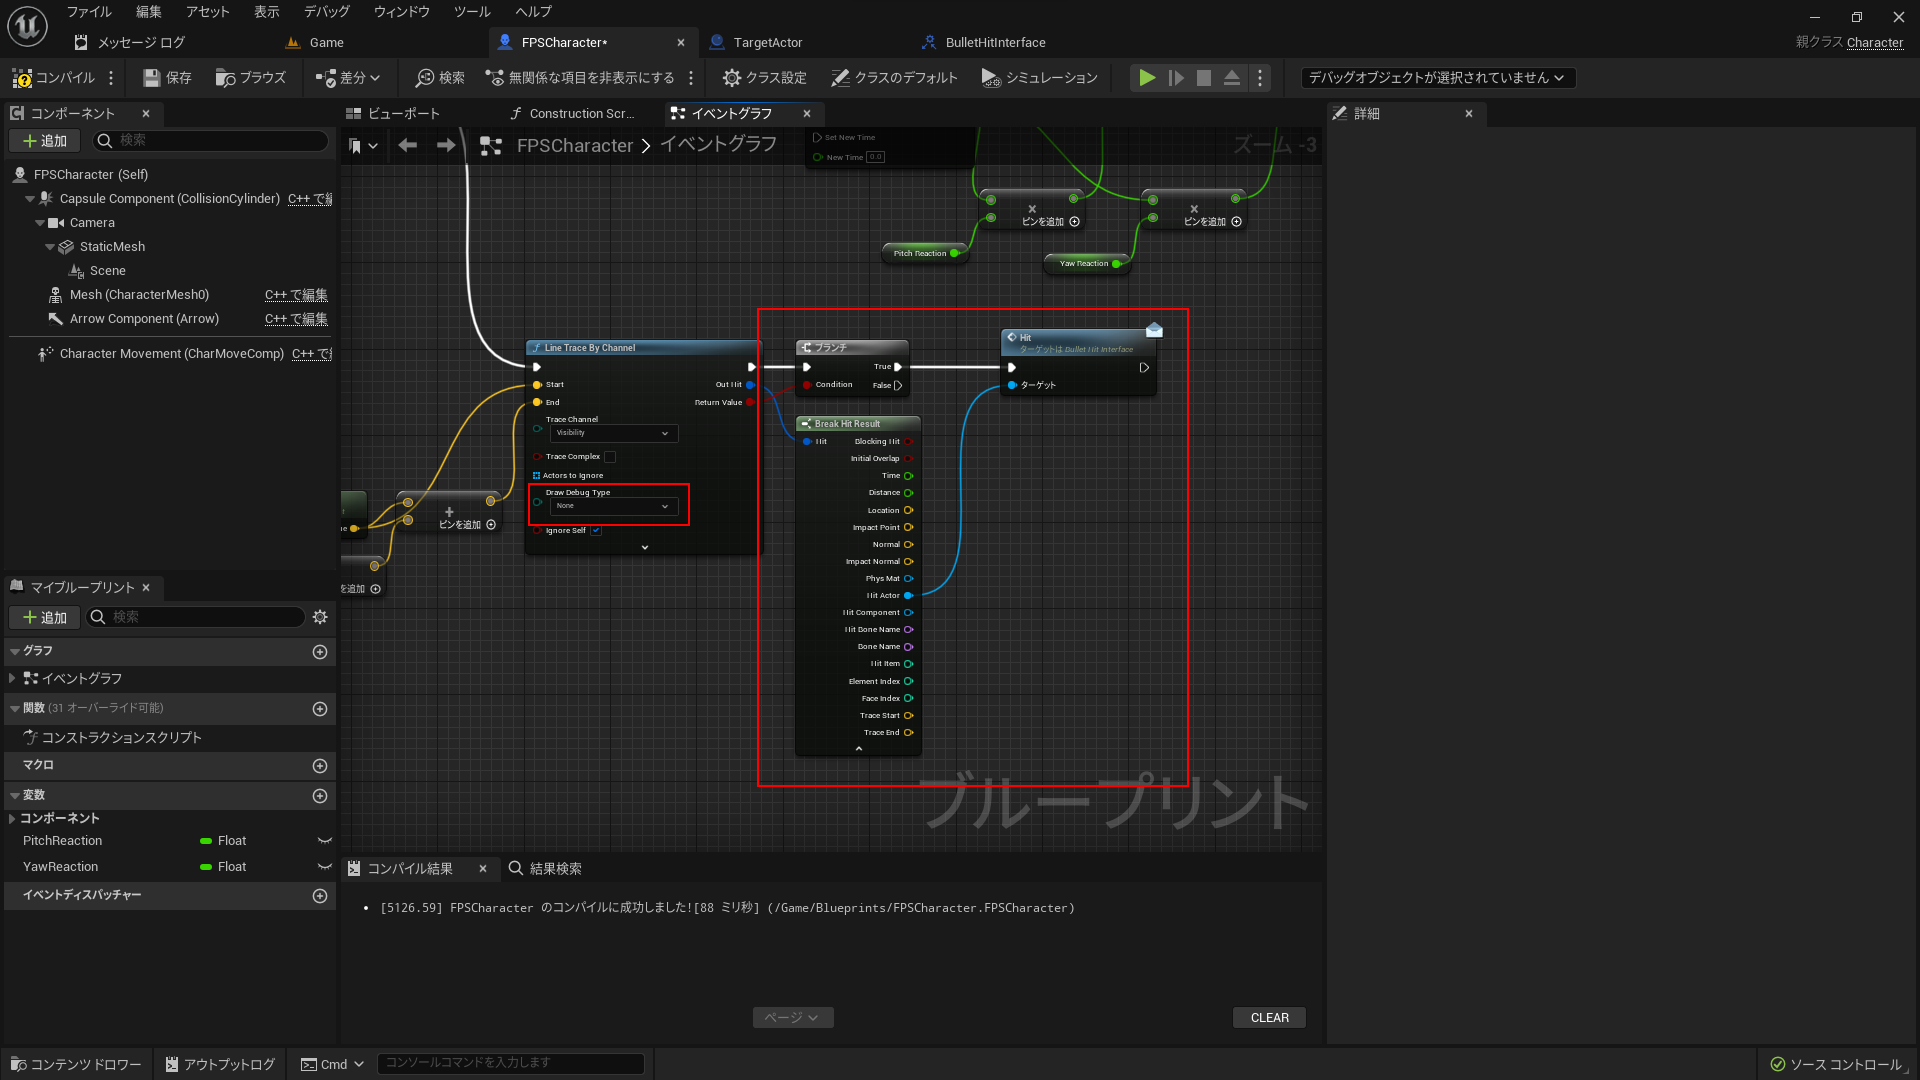 ファイル
編集
アセット
表示
デバッグ
ウィンドウ
ツール
ヘルプ
メッセージ ログ
Game
FPSCharacter*
TargetActor
BulletHitInterface
親クラス Character
コンパイル
保存
ブラウズ
差分
検索
無関係な項目を非表示にする
クラス設定
クラスのデフォルト
シミュレーション
デバッグオブジェクトが選択されていません
コンポーネント
追加
検索
FPSCharacter (Self)
Capsule Component (CollisionCylinder)
C++ で編
Camera
StaticMesh
Scene
Mesh (CharacterMesh0)
C++ で編集
Arrow Component (Arrow)
C++ で編集
Character Movement (CharMoveComp)
C++ で
マイブループリント
追加
検索
グラフ
イベントグラフ
関数 (31 オーバーライド可能)
コンストラクションスクリプト
マクロ
変数
コンポーネント
PitchReaction
Float
YawReaction
Float
イベントディスパッチャー
ビューポート
Construction Scr...
イベントグラフ
FPSCharacter
イベントグラフ
ズーム -3
Set New Time
New Time 0.0
ピンを追加
ピンを追加
Pitch Reaction
Yaw Reaction
Line Trace By Channel
Start
Out Hit
End
Return Value
Trace Channel
Visibility
Trace Complex
Actors to Ignore
Draw Debug Type
None
Ignore Self
ピンを追加
を追加
ブランチ
True
Condition
False
Hit
ターゲットは Bullet Hit Interface
ターゲット
Break Hit Result
Hit
Blocking Hit
Initial Overlap
Time
Distance
Location
Impact Point
Normal
Impact Normal
Phys Mat
Hit Actor
Hit Component
Hit Bone Name
Bone Name
Hit Item
Element Index
Face Index
Trace Start
Trace End
ブループリント
コンパイル結果
結果検索
[5126.59] FPSCharacter のコンパイルに成功しました![88 ミリ秒] (/Game/Blueprints/FPSCharacter.FPSCharacter)
ページ
CLEAR
詳細
コンテンツ ドロワー
アウトプットログ
Cmd
コンソールコマンドを入力します
ソース コントロール